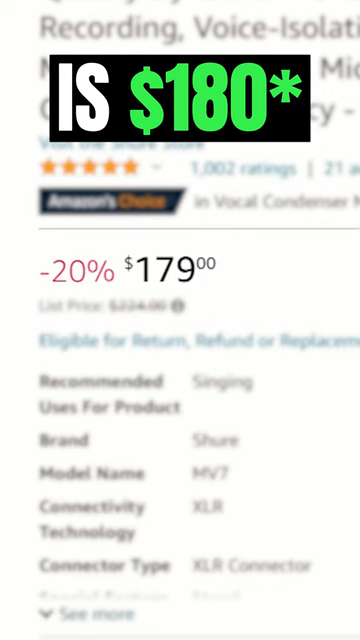 Recording, Voice-Isolati
IS $180*
Mic
cy -
Visit the Shure Store
1,002 ratings | 21 a
Amazon's Choice in Vocal Condenser M
-20% $17900
List Price: $224.00
Eligible for Return, Refund or Replaceme
Recommended Singing
Uses For Product
Brand Shure
Model Name MV7
Connectivity XLR
Technology
Connector Type XLR Connector
See more